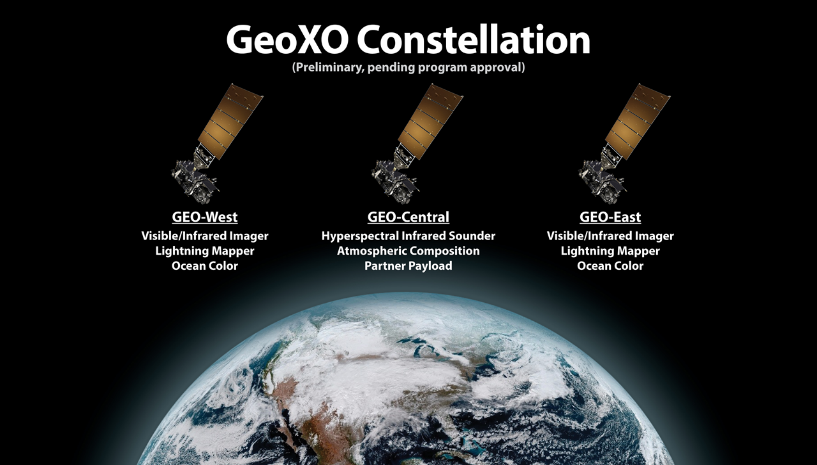 GeoXO Constellation
(Preliminary, pending program approval)
GEO-West
Visible/Infrared Imager
Lightning Mapper
Ocean Color
GEO-Central
Hyperspectral Infrared Sounder
Atmospheric Composition
Partner Payload
GEO-East
Visible/Infrared Imager
Lightning Mapper
Ocean Color